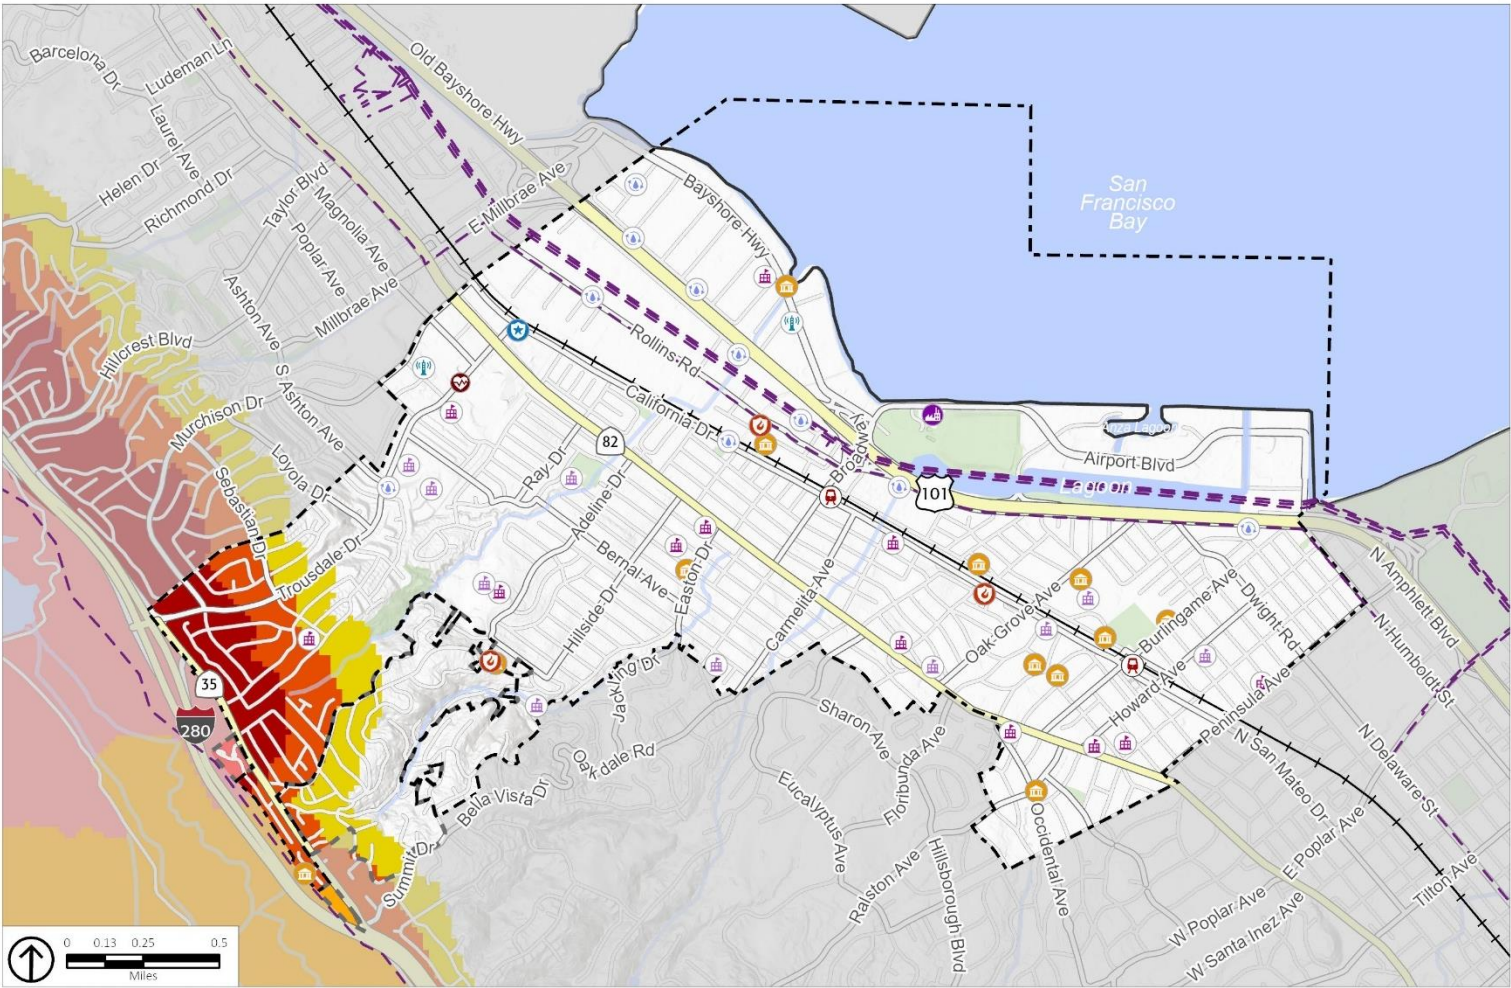 Barcelona Dr
Ludeman Ln
Old Bayshore Hwy
Laurel Ave
Helen Dr
Richmond Dr
Taylor Blvd
Magnolia Ave
Poplar Ave
E Millbrae Ave
Bayshore Hwy
San
Francisco
Bay
Ashton Ave
Millbrae Ave
Hillcrest Blvd
S Ashton Ave
Murchison Dr
Rollins Rd
California Dr
82
Broadway
Anza Lagoon
Airport Blvd
Lagoon
101
Loyola Dr
Sebastian Dr
Trousdale Dr
Ray Dr
Adeline Dr
Bernal Ave
Easton Dr
Hillside Dr
Carmelita Ave
Oak Grove Ave
Burlingame Ave
Dwight Rd
N Amphlett Blvd
N Humboldt St
Howard Ave
Peninsula Ave
35
280
Jackling Dr
Oakdale Rd
Bella Vista Dr
Summit Dr
Sharon Ave
Floribunda Ave
Eucalyptus Ave
Ralston Ave
Hillsborough Blvd
Occidental Ave
N San Mateo Dr
N Delaware St
E Poplar Ave
W Poplar Ave
W Santa Inez Ave
Tilton Ave
0 0.13 0.25 0.5
Miles